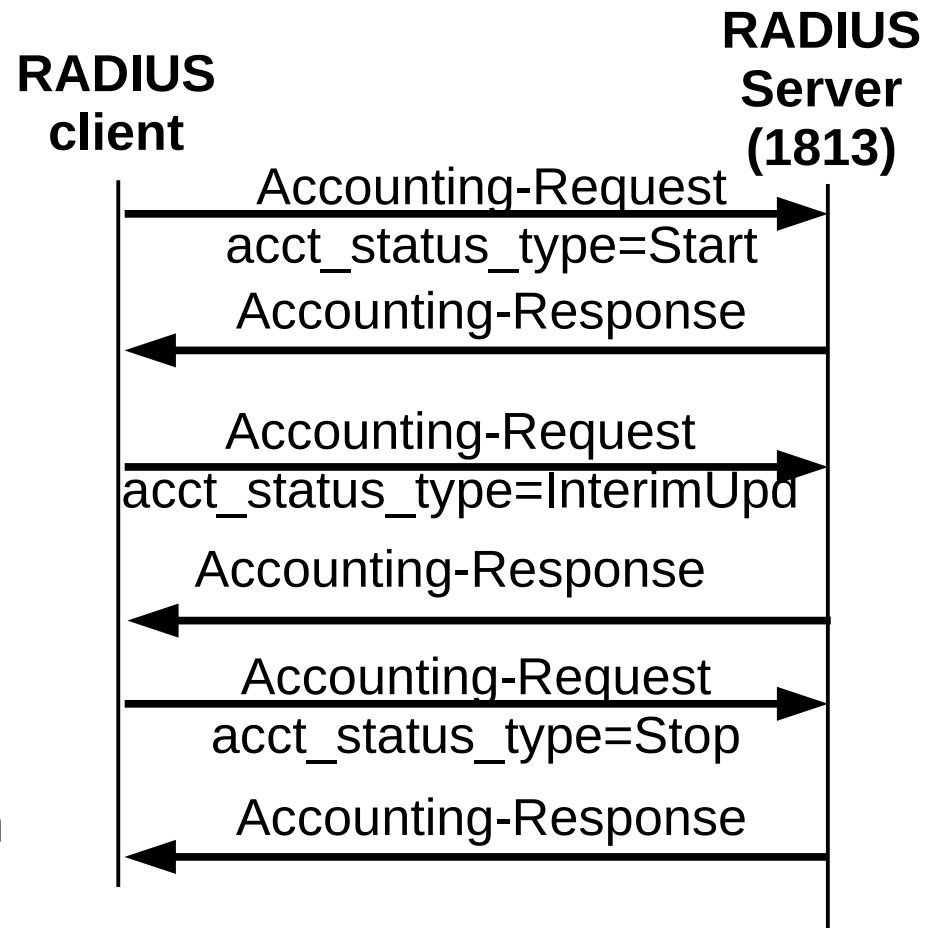 RADIUS
client
RADIUS
Server
(1813)
Accounting-Request
acct_status_type=Start
Accounting-Response
Accounting-Request
acct_status_type=InterimUpd
Accounting-Response
Accounting-Request
acct_status_type=Stop
Accounting-Response